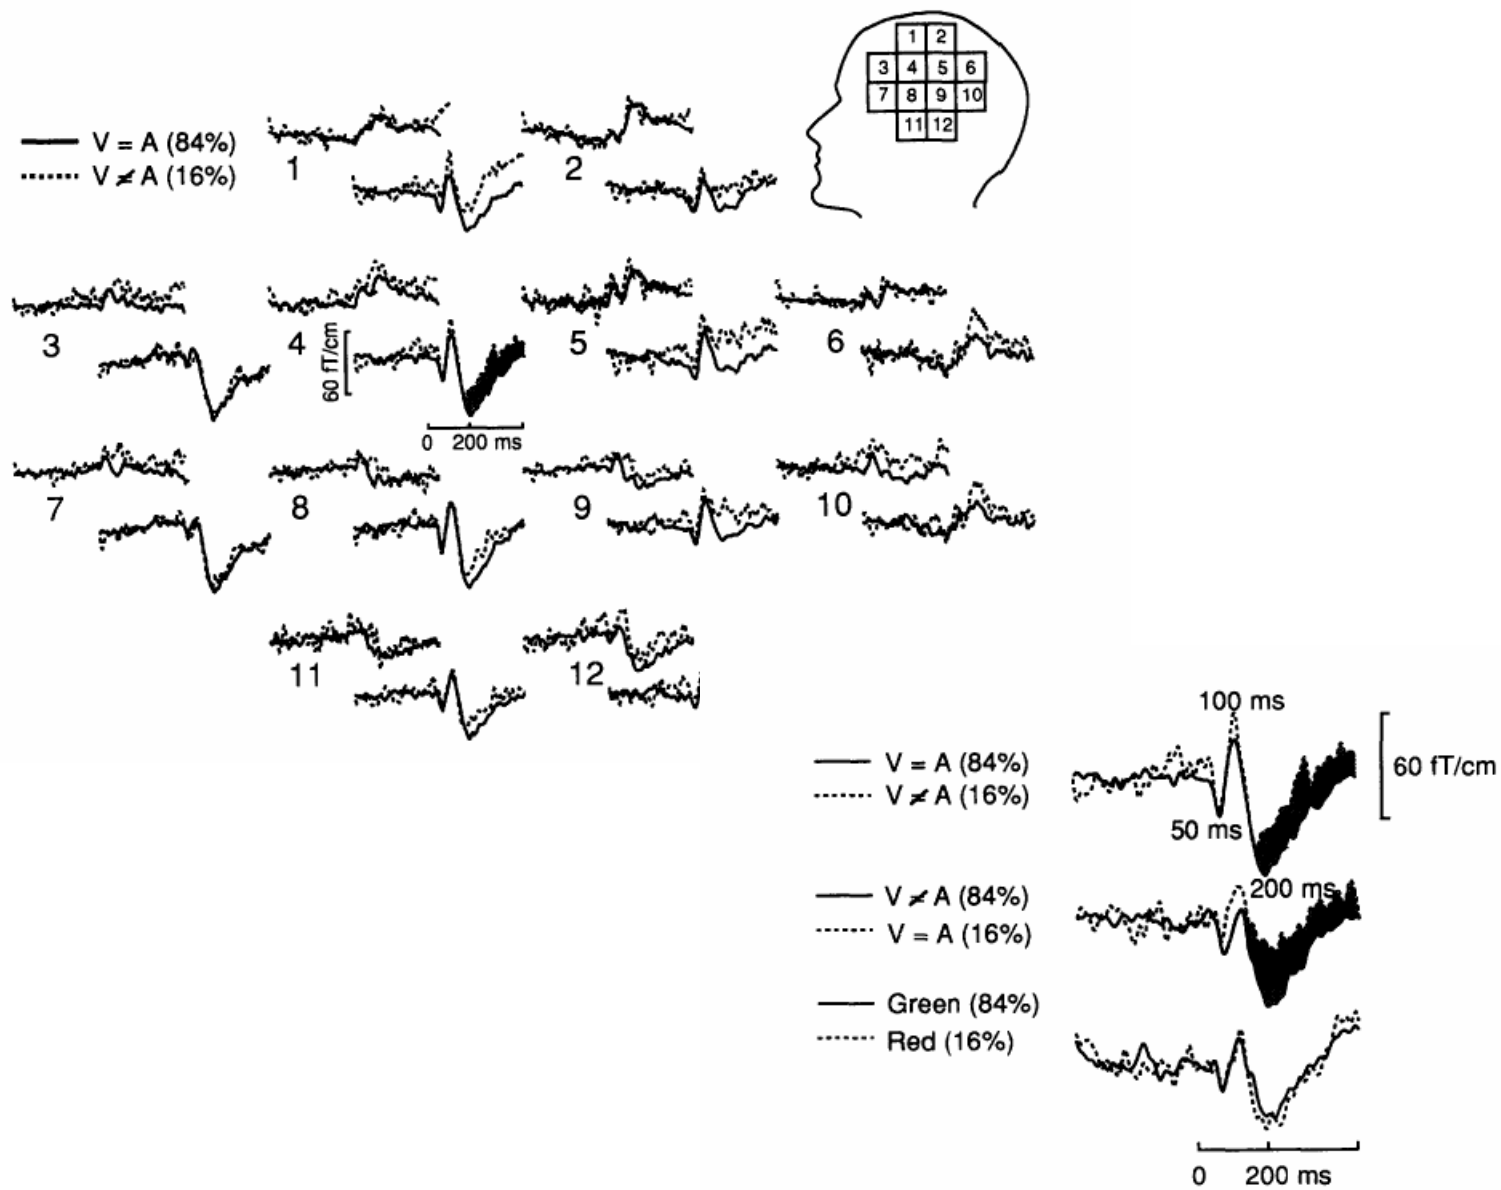 1 2
3 4 5 6
7 8 9 10
11 12
V = A (84%)
V ≠ A (16%)
1
2
3
4
60 fT/cm
5
6
0 200 ms
7
8
9
10
11
12
100 ms
V = A (84%)
V ≠ A (16%)
60 fT/cm
50 ms
200 ms
V ≠ A (84%)
V = A (16%)
Green (84%)
Red (16%)
0 200 ms